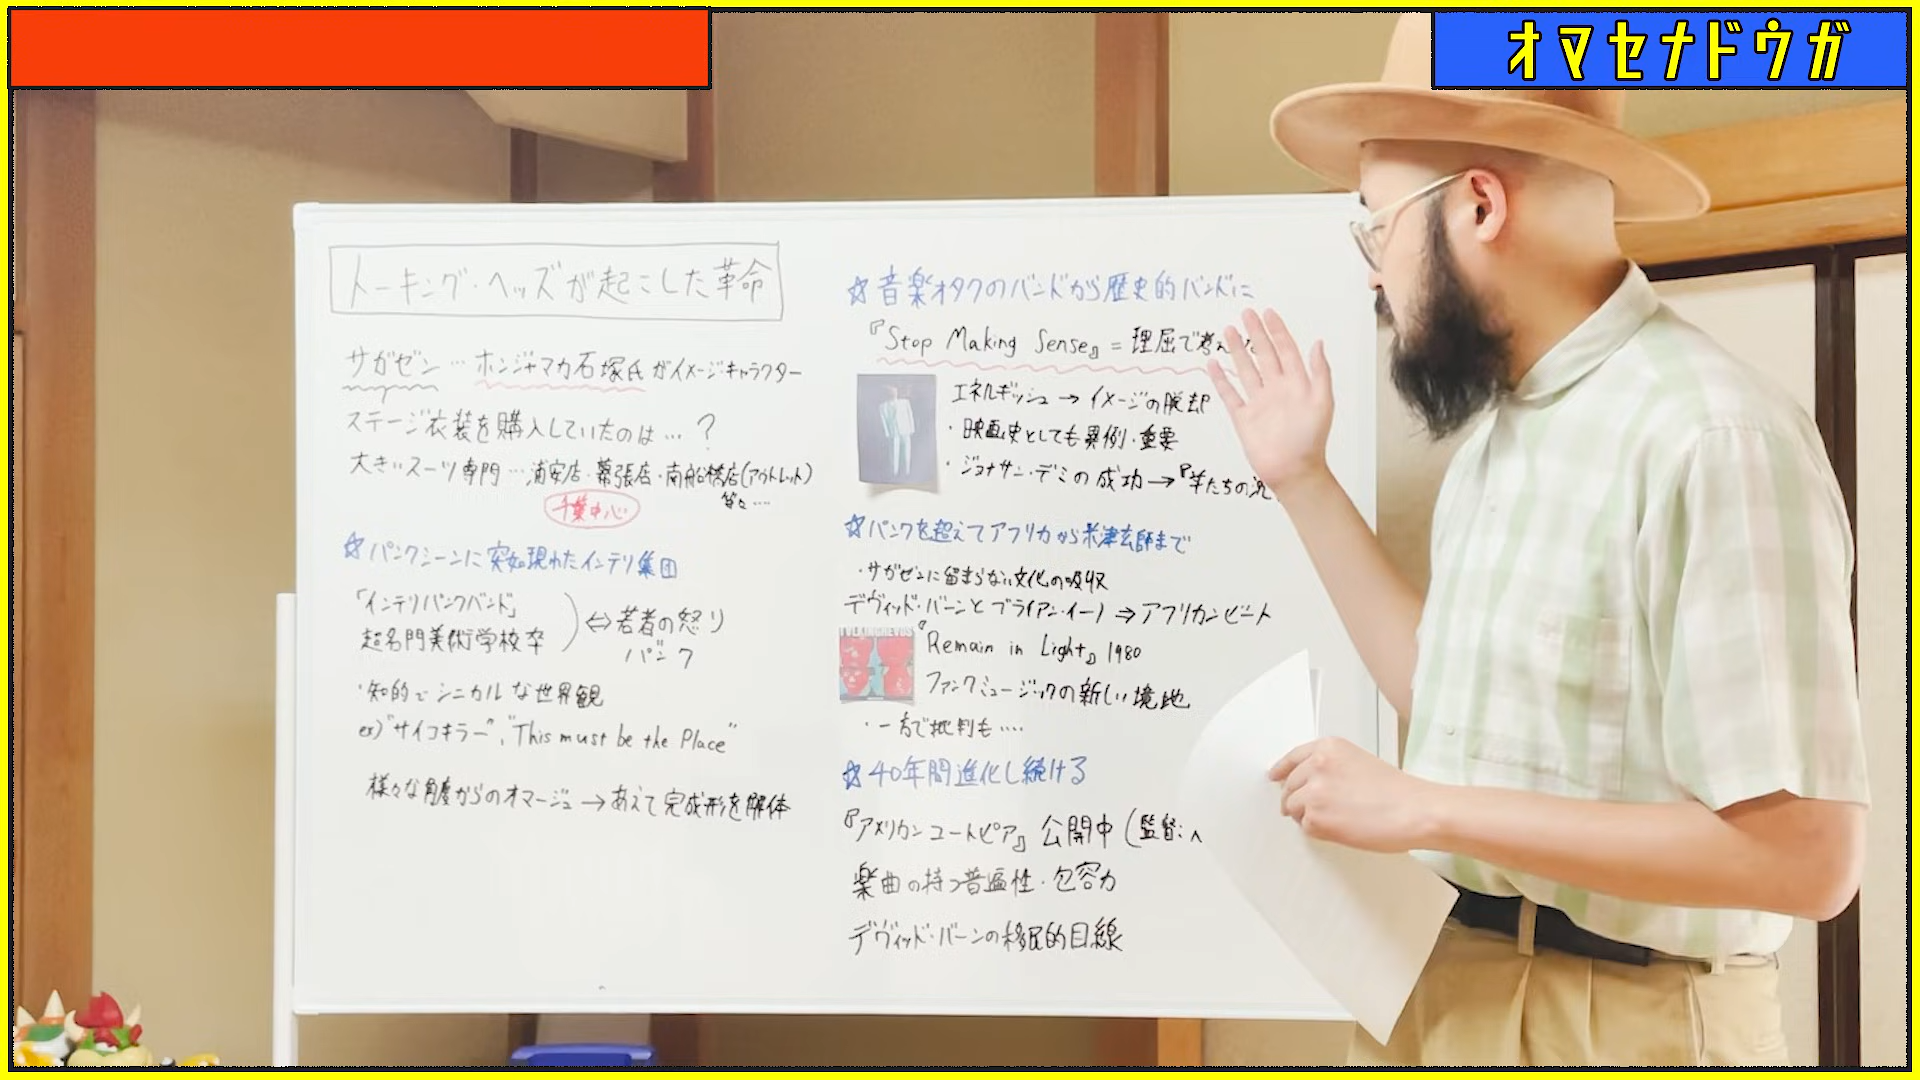 オマセナドウガ
トーキング・ヘッズが起こした革命
サガゼン…ホンジャマカ石塚氏がイメージキャラクター
ステージ衣装を購入していたのは…?
大きいスーツ専門…浦安店・幕張店・南船橋店(アウトレット)
等々….
千葉中心
☆パンクシーンに突如現れたインテリ集団
「インテリパンクバンド」
超名門美術学校卒
⇔若者の怒り
パンク
・知的でシニカルな世界観
ex)"サイコキラー", "This must be the Place"
様々な角度からのオマージュ→あえて完成形を解体
☆音楽オタクのバンドから歴史的バンドに
『Stop Making Sense』=理屈で考え
エネルギッシュ→イメージの脱却
・映画史としても異例・重要
・ジョナサン・デミの成功→『羊たちの沈
☆パンクを超えてアフリカから米津玄師まで
・サガゼンに留まらない文化の吸収
デヴィッド・バーンとブライアン・イーノ⇒アフリカンビート
TALKING HEADS
『Remain in Light』1980
ファンクミュージックの新しい境地
・一方で批判も….
☆40年間進化し続ける
『アメリカンユートピア』公開中(監督:
楽曲の持つ普遍性・包容力
デヴィッド・バーンの移民的目線